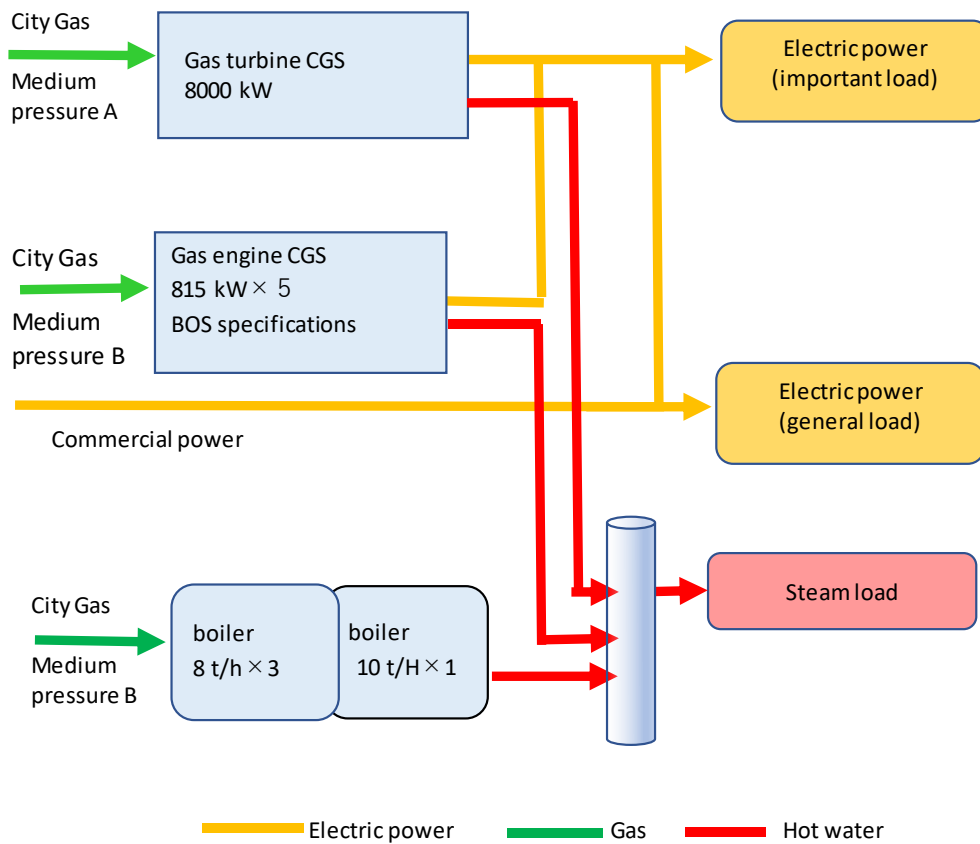 City Gas
Medium
pressure A
Gas turbine CGS
8000 kW
Electric power
(important load)
City Gas
Medium
pressure B
Gas engine CGS
815 kW × 5
BOS specifications
Commercial power
Electric power
(general load)
City Gas
Medium
pressure B
boiler
8 t/h × 3
boiler
10 t/H × 1
Steam load
Electric power
Gas
Hot water